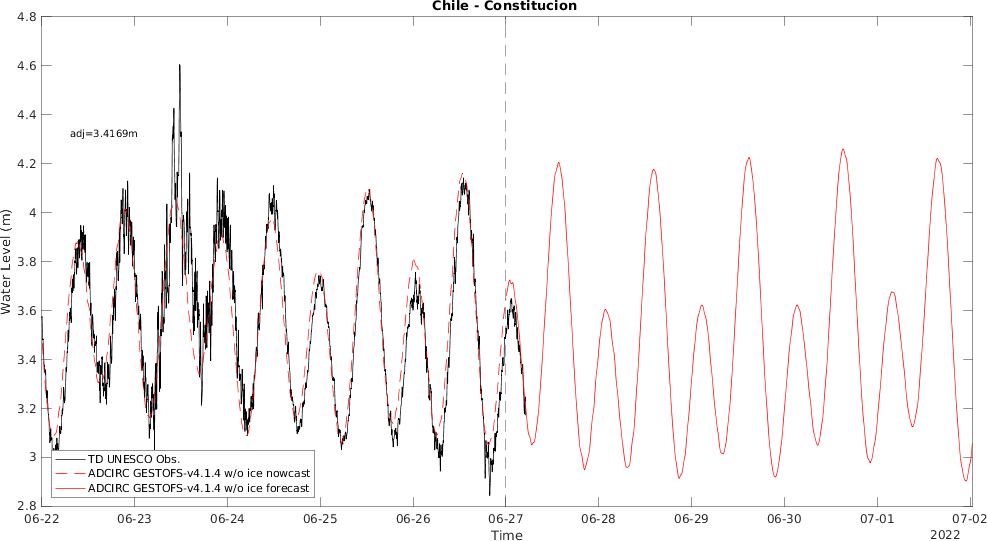 Chile - Constitucion
4.8
4.6
4.4
4.2
4
3.8
3.6
3.4
3.2
3
2.8
Water Level (m)
adj=3.4169m
TD UNESCO Obs.
ADCIRC GESTOFS-v4.1.4 w/o ice nowcast
ADCIRC GESTOFS-v4.1.4 w/o ice forecast
06-22 06-23 06-24 06-25 06-26 06-27 06-28 06-29 06-30 07-01 07-02
Time
2022